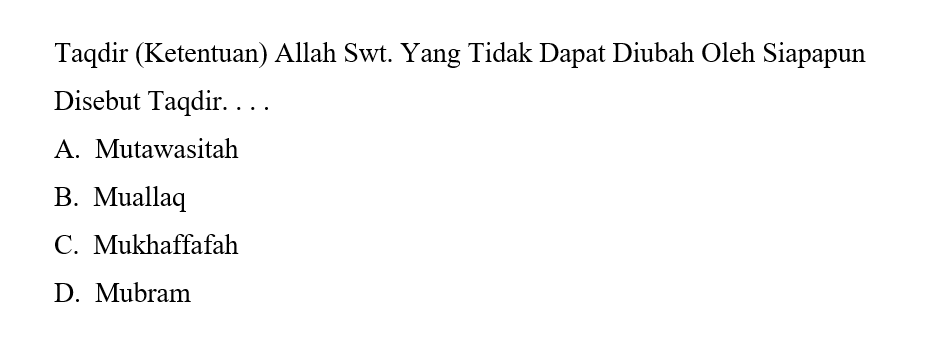 Taqdir (Ketentuan) Allah Swt. Yang Tidak Dapat Diubah Oleh Siapapun
Disebut Taqdir. . . .
A. Mutawasitah
B. Muallaq
C. Mukhaffafah
D. Mubram